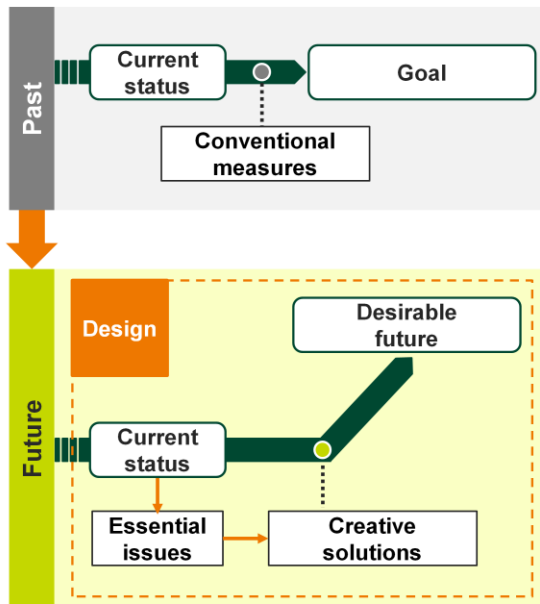 Past
Current
status
Goal
Conventional
measures
Future
Design
Desirable
future
Current
status
Essential
issues
Creative
solutions